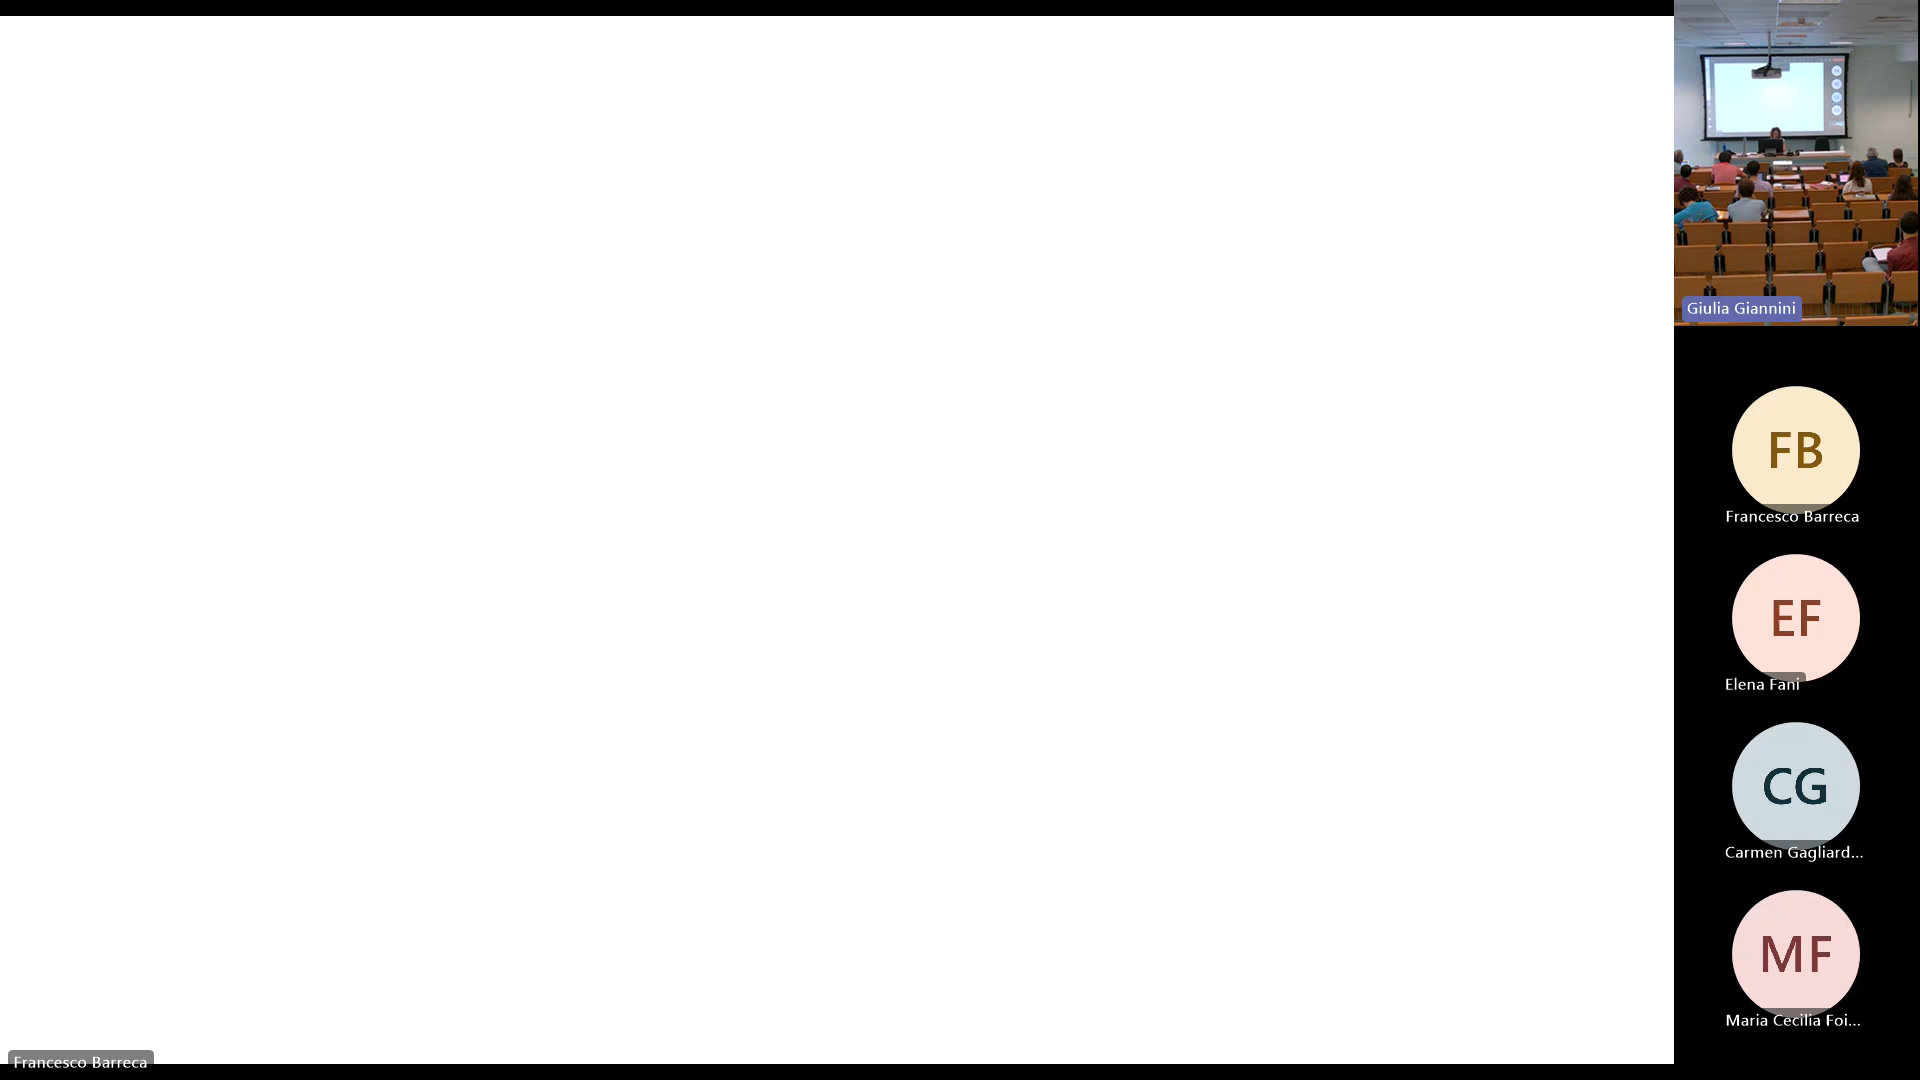 Giulia Giannini
FB
Francesco Barreca
EF
Elena Fani
CG
Carmen Gagliard...
MF
Maria Cecilia Foi...
Francesco Barreca